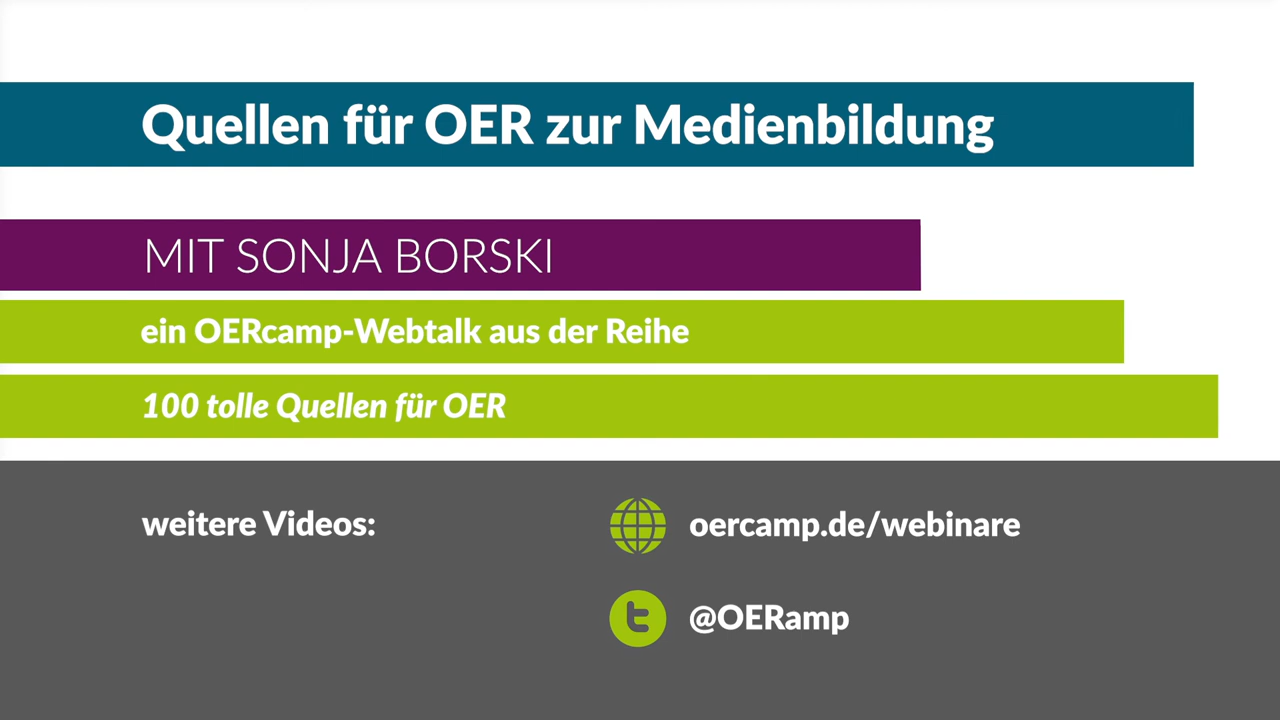 Quellen für OER zur Medienbildung
MIT SONJA BORSKI
ein OERcamp-Webtalk aus der Reihe
100 tolle Quellen für OER
weitere Videos:
oercamp.de/webinare
@OERamp